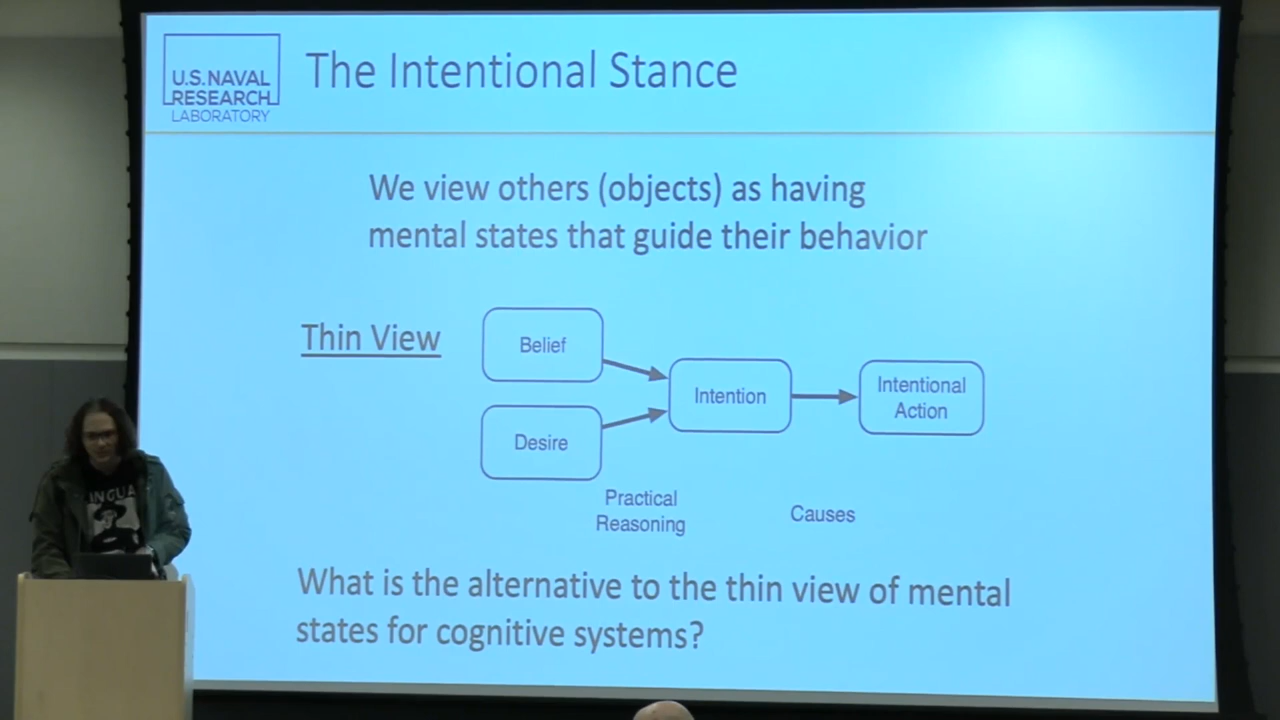 U.S. NAVAL
RESEARCH
LABORATORY
The Intentional Stance
We view others (objects) as having
mental states that guide their behavior
Thin View
Belief
Desire
Intention
Intentional
Action
Practical
Reasoning
Causes
What is the alternative to the thin view of mental
states for cognitive systems?
INGUA